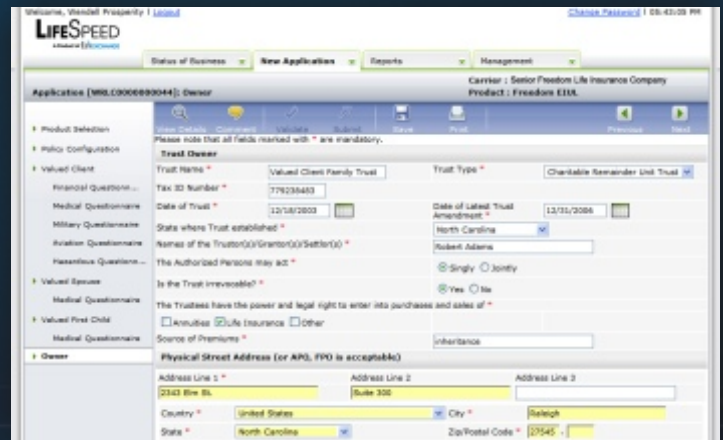 Welcome, Wendell Prosperity | Logout
Change Password | 05:43:05 PM
LIFESPEED
Status of Business
New Application
Reports
Management
Carrier : Senior Freedom Life Insurance Company
Application [WRLC0000000044]: Owner
Product : Freedom EIUL
View Details
Comment
Validate
Submit
Save
Print
Previous
Next
Please note that all fields marked with * are mandatory.
Product Selection
Policy Configuration
Valued Client
Financial Questionn...
Medical Questionnaire
Military Questionnaire
Aviation Questionnaire
Hazardous Questionn...
Valued Spouse
Medical Questionnaire
Valued First Child
Medical Questionnaire
Owner
Trust Owner
Trust Name * Valued Client Family Trust Trust Type * Charitable Remainder Unit Trust
Tax ID Number * 779238483
Date of Trust * 12/18/2003 Date of Latest Trust Amendment * 12/31/2006
State where Trust established * North Carolina
Names of the Trustor(s)/Grantor(s)/Settlor(s) * Robert Adams
The Authorized Persons may act * Singly Jointly
Is the Trust irrevocable? * Yes No
The Trustees have the power and legal right to enter into purchases and sales of *
Annuities Life Insurance Other
Source of Premiums * inheritance
Physical Street Address (or APO, FPO is acceptable)
Address Line 1 * Address Line 2 Address Line 3
2343 Elm St. Suite 300
Country * United States City * Raleigh
State * North Carolina Zip/Postal Code * 27545 -